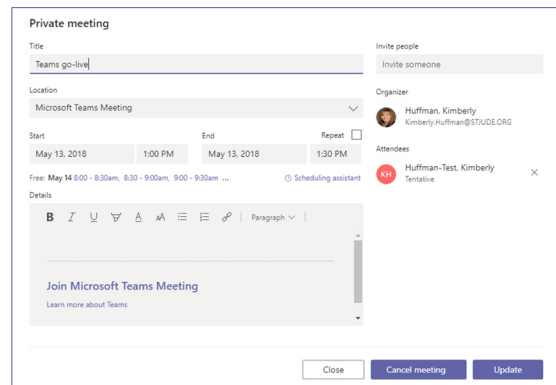 Private meeting
Title
Invite people
Teams go-live
Invite someone
Location
Organizer
Microsoft Teams Meeting
Huffman, Kimberly
Kimberly.Huffman@STJUDE.ORG
Start
End
Repeat
Attendees
May 13, 2018
1:00 PM
May 13, 2018
1:30 PM
KH
Huffman-Test, Kimberly
Tentative
Free: May 14 8:00 - 8:30am, 8:30 - 9:00am, 9:00 - 9:30am ...
Scheduling assistant
Details
B I U A AA Paragraph
Join Microsoft Teams Meeting
Learn more about Teams
Close
Cancel meeting
Update